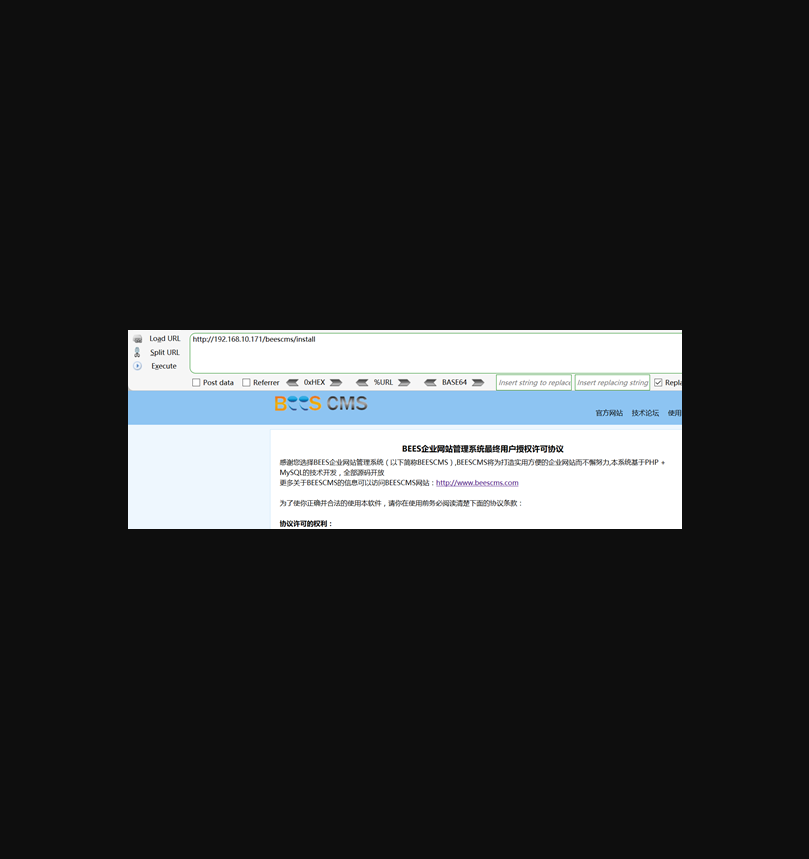 Load URL
http://192.168.10.171/beescms/install
Split URL
Execute
Post data Referrer 0xHEX %URL BASE64 Insert string to replace Insert replacing string
BEES CMS
官方网站 技术论坛 使用
BEES企业网站管理系统最终用户授权许可协议
感谢您选择BEES企业网站管理系统（以下简称BEESCMS）,BEESCMS将为打造实用方便的企业网站而不懈努力,本系统基于PHP +
MySQL的技术开发，全部源码开放
更多关于BEESCMS的信息可以访问BEESCMS网站：http://www.beescms.com
为了使你正确并合法的使用本软件，请你在使用前务必阅读清楚下面的协议条款：
协议许可的权利：